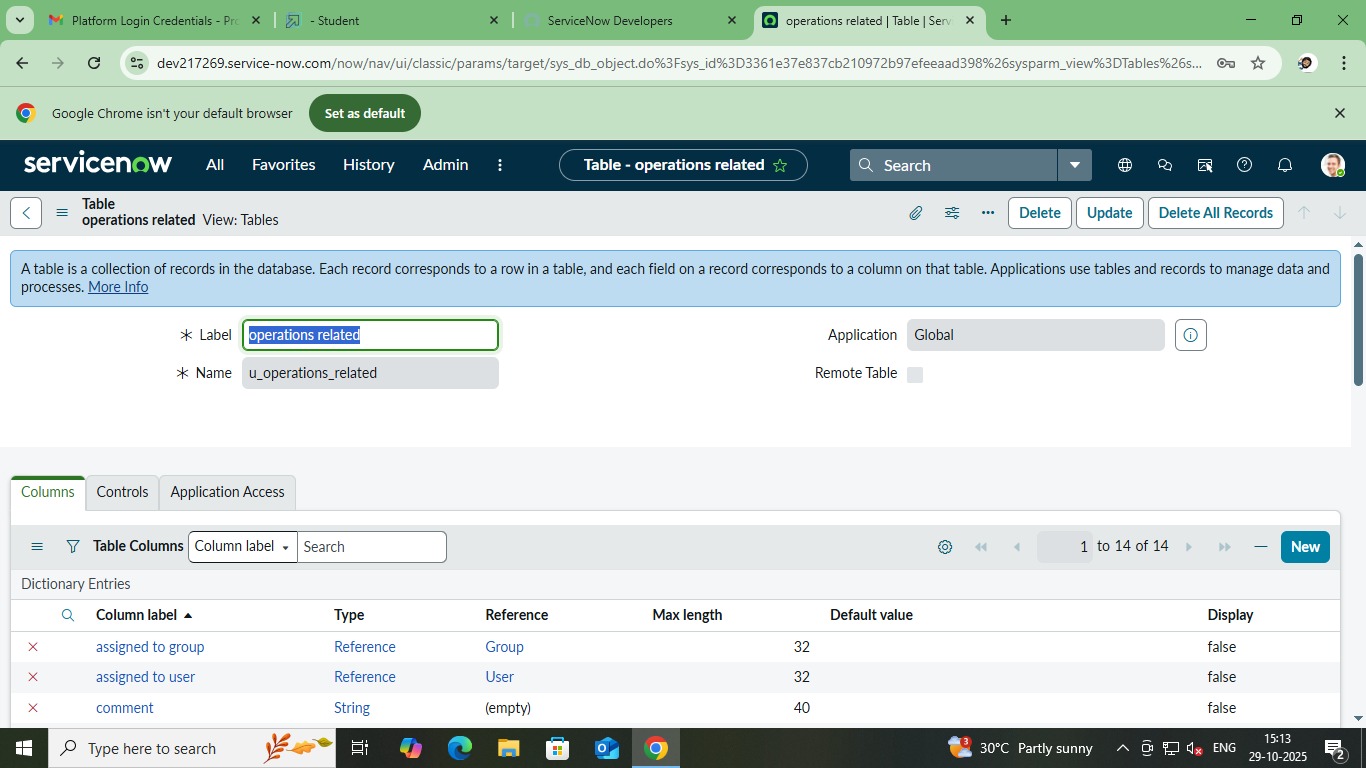 Platform Login Credentials - Pro
- Student
ServiceNow Developers
operations related | Table | Serv
dev217269.service-now.com/now/nav/ui/classic/params/target/sys_db_object.do%3Fsys_id%3D3361e37e837cb210972b97efeeaad398%26sysparm_view%3DTables%26s...
Google Chrome isn't your default browser
Set as default
servicenow
All
Favorites
History
Admin
Table - operations related
Search
Table
operations related View: Tables
Delete
Update
Delete All Records
A table is a collection of records in the database. Each record corresponds to a row in a table, and each field on a record corresponds to a column on that table. Applications use tables and records to manage data and
processes. More Info
Label
operations related
Application
Global
Name
u_operations_related
Remote Table
Columns
Controls
Application Access
Table Columns
Column label
Search
1 to 14 of 14
New
Dictionary Entries
Column label Type Reference Max length Default value Display
assigned to group Reference Group 32 false
assigned to user Reference User 32 false
comment String (empty) 40 false
Type here to search
3
30°C Partly sunny
ENG
15:13
29-10-2025
2